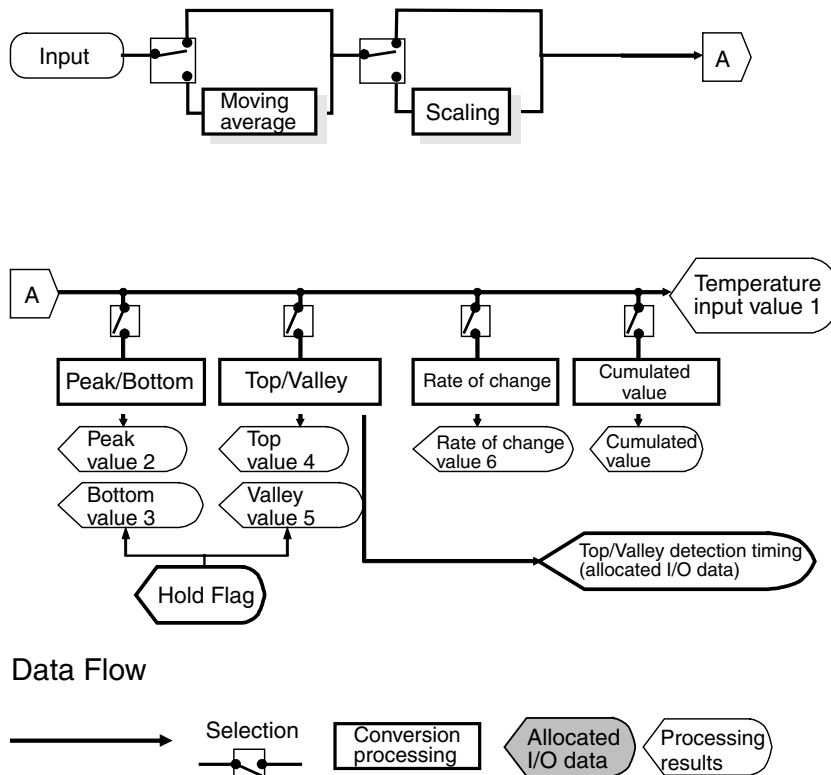 Input
Moving
average
Scaling
A
A
Temperature
input value 1
Peak/Bottom
Top/Valley
Rate of change
Cumulated
value
Peak
value 2
Top
value 4
Rate of change
value 6
Cumulated
value
Bottom
value 3
Valley
value 5
Top/Valley detection timing
(allocated I/O data)
Hold Flag
Data Flow
Selection
Conversion
processing
Allocated
I/O data
Processing
results